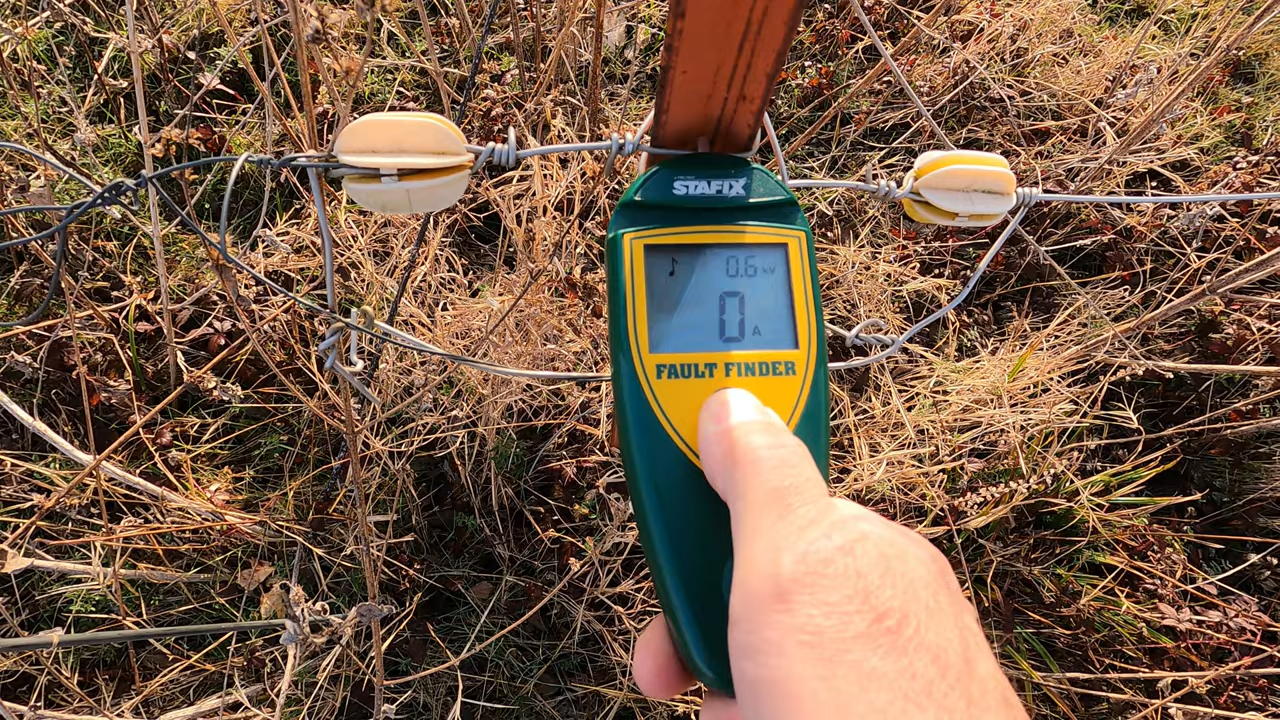 STAFIX
♪ 0.6 kV
0 A
FAULT FINDER